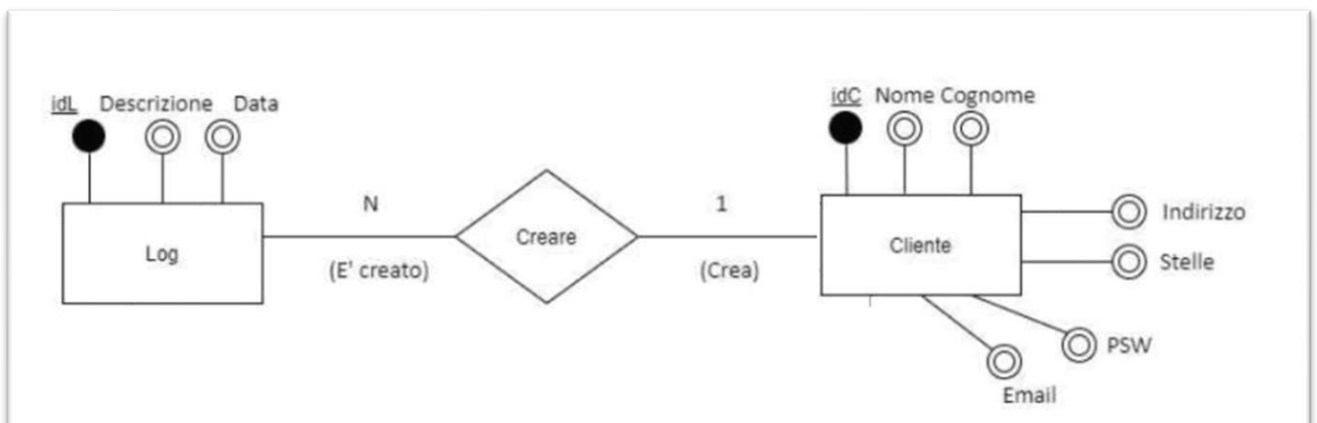 idL Descrizione Data
idC Nome Cognome
N
1
Log
Creare
Cliente
(E' creato)
(Crea)
Indirizzo
Stelle
PSW
Email